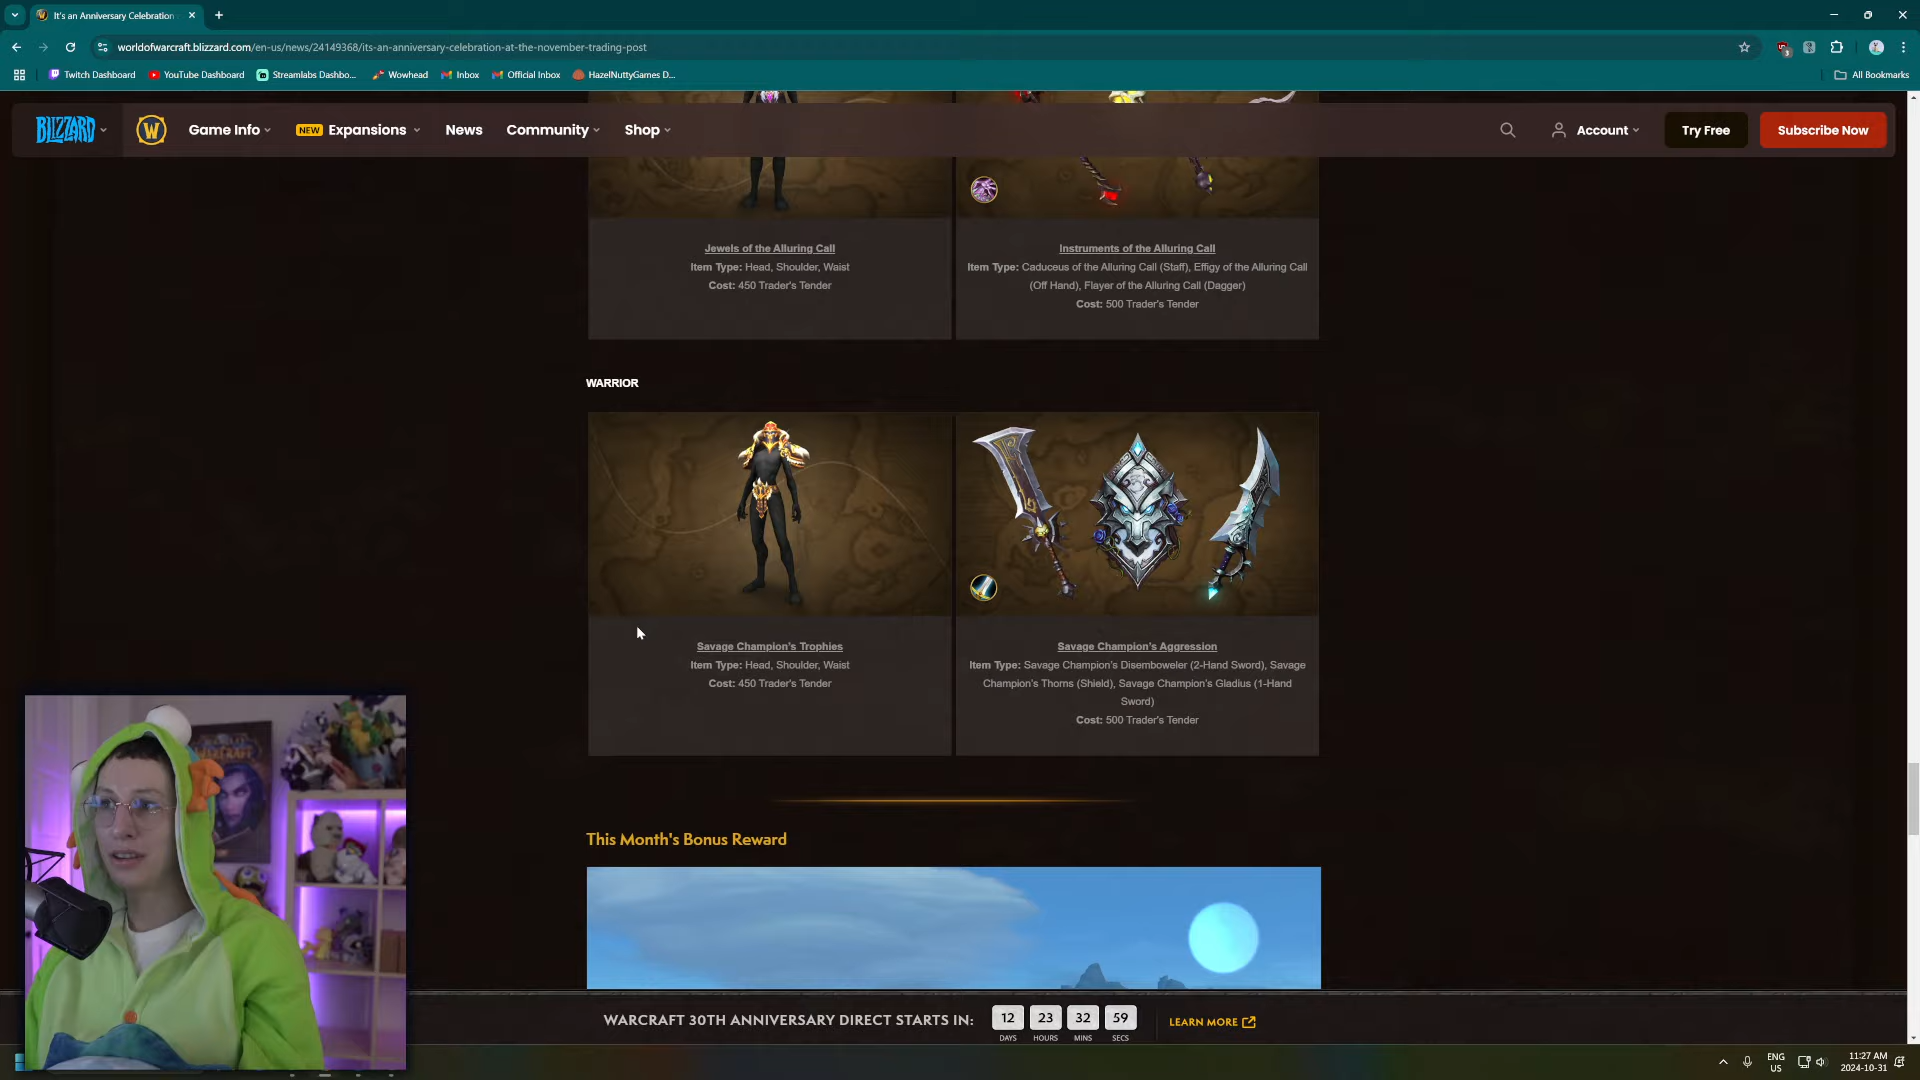 It's an Anniversary Celebration
worldofwarcraft.blizzard.com/en-us/news/24149368/its-an-anniversary-celebration-at-the-november-trading-post
Twitch Dashboard
YouTube Dashboard
Streamlabs Dashbo...
Wowhead
Inbox
Official Inbox
HazelNuttyGames D...
All Bookmarks
BLIZZARD
W
Game Info
NEW
Expansions
News
Community
Shop
Account
Try Free
Subscribe Now
Jewels of the Alluring Call
Item Type: Head, Shoulder, Waist
Cost: 450 Trader's Tender
Instruments of the Alluring Call
Item Type: Caduceus of the Alluring Call (Staff), Effigy of the Alluring Call
(Off Hand), Flayer of the Alluring Call (Dagger)
Cost: 500 Trader's Tender
WARRIOR
Savage Champion's Trophies
Item Type: Head, Shoulder, Waist
Cost: 450 Trader's Tender
Savage Champion's Aggression
Item Type: Savage Champion's Disemboweler (2-Hand Sword), Savage
Champion's Thorns (Shield), Savage Champion's Gladius (1-Hand
Sword)
Cost: 500 Trader's Tender
This Month's Bonus Reward
WARCRAFT 30TH ANNIVERSARY DIRECT STARTS IN:
12 23 32 59
DAYS HOURS MINS SECS
LEARN MORE
ENG
US
11:27 AM
2024-10-31